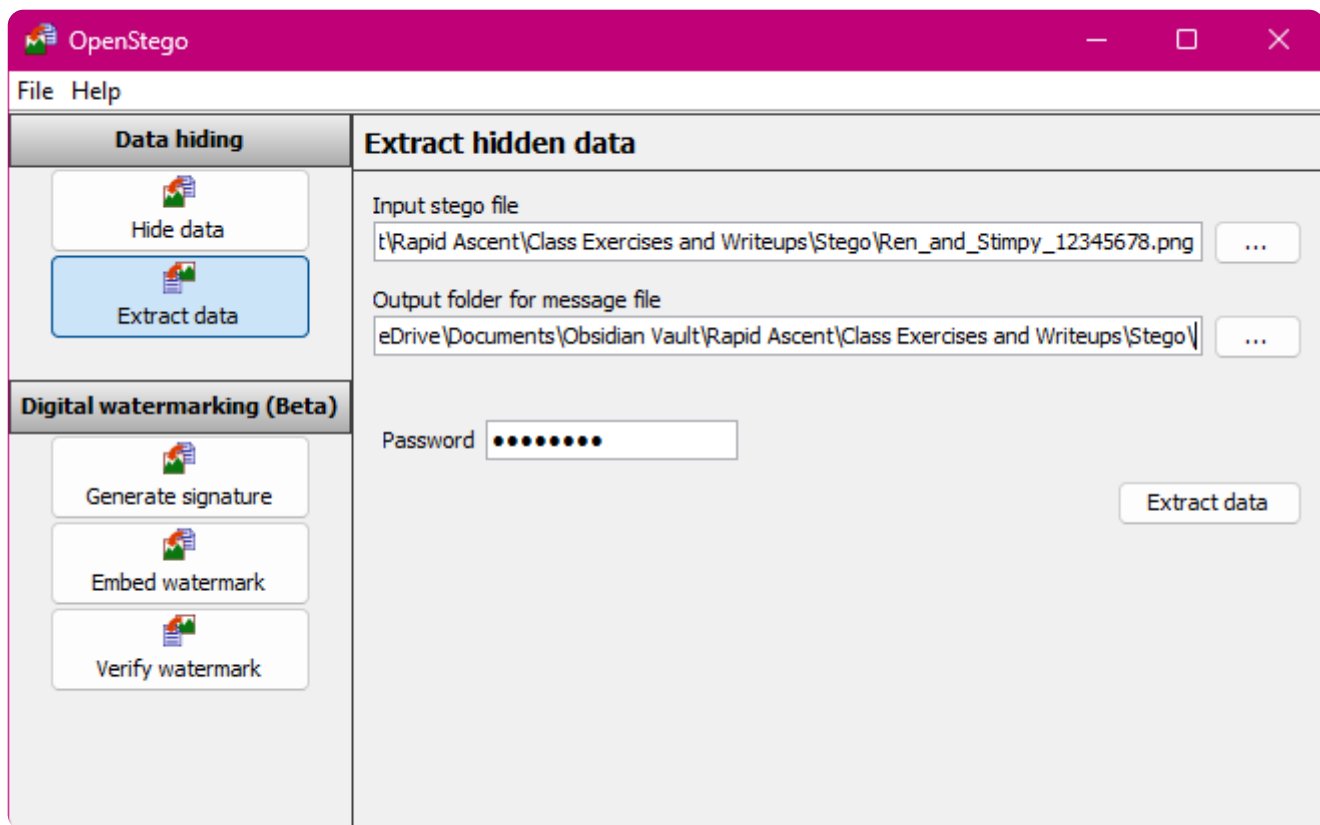 OpenStego
File Help
Data hiding
Hide data
Extract data
Digital watermarking (Beta)
Generate signature
Embed watermark
Verify watermark
Extract hidden data
Input stego file
t\Rapid Ascent\Class Exercises and Writeups\Stego\Ren_and_Stimpy_12345678.png
...
Output folder for message file
eDrive\Documents\Obsidian Vault\Rapid Ascent\Class Exercises and Writeups\Stego\
...
Password ●●●●●●●●
Extract data